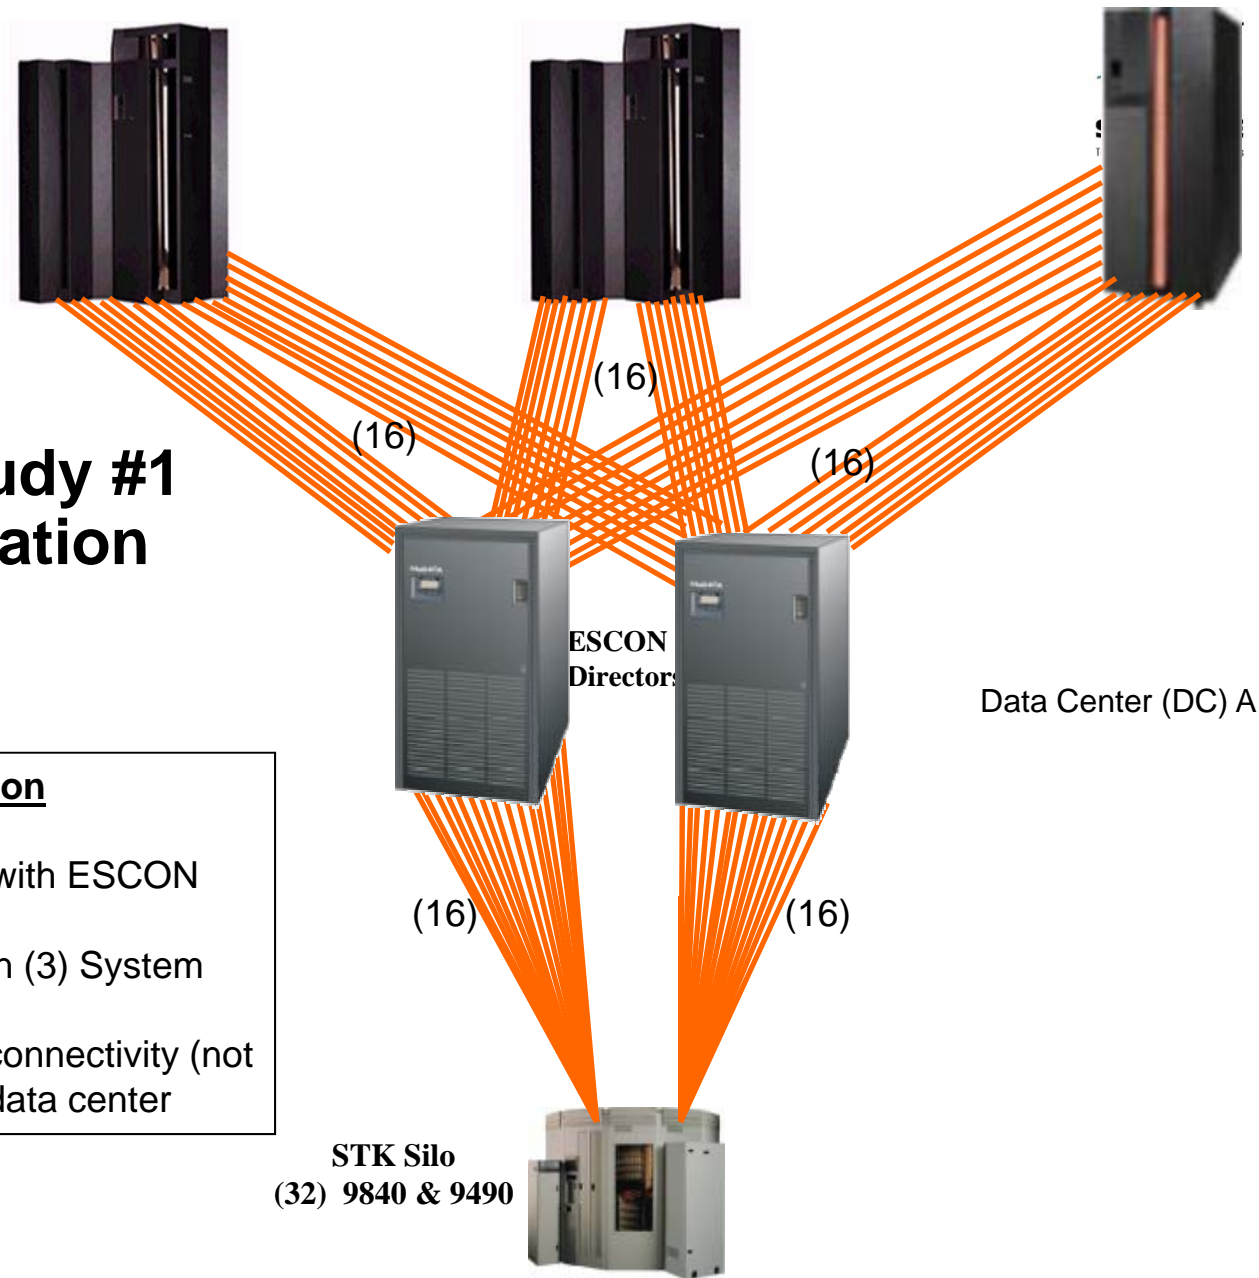 (16)
(16)
(16)
udy #1
ation
ESCON
Directors
Data Center (DC) A
on
with ESCON
n (3) System
connectivity (not
data center
(16)
(16)
STK Silo
(32) 9840 & 9490